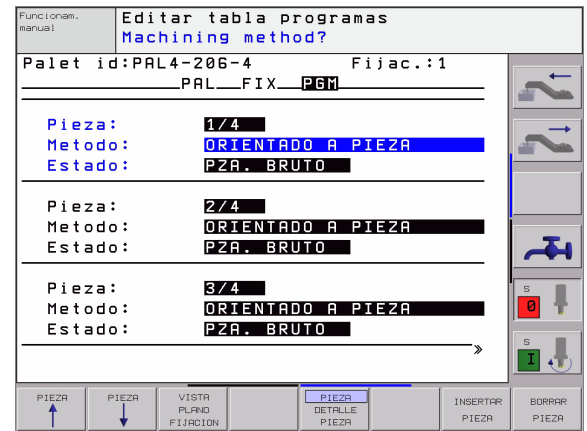 Funcionam.
manual
Editar tabla programas
Machining method?
Palet id:PAL4-206-4 Fijac.:1
PAL FIX PGM
Pieza: 1/4
Metodo: ORIENTADO A PIEZA
Estado: PZA. BRUTO
Pieza: 2/4
Metodo: ORIENTADO A PIEZA
Estado: PZA. BRUTO
Pieza: 3/4
Metodo: ORIENTADO A PIEZA
Estado: PZA. BRUTO
»
S
0
S
I
PIEZA
PIEZA
VISTA
PLANO
FIJACION
PIEZA
DETALLE
PIEZA
INSERTAR
PIEZA
BORRAR
PIEZA